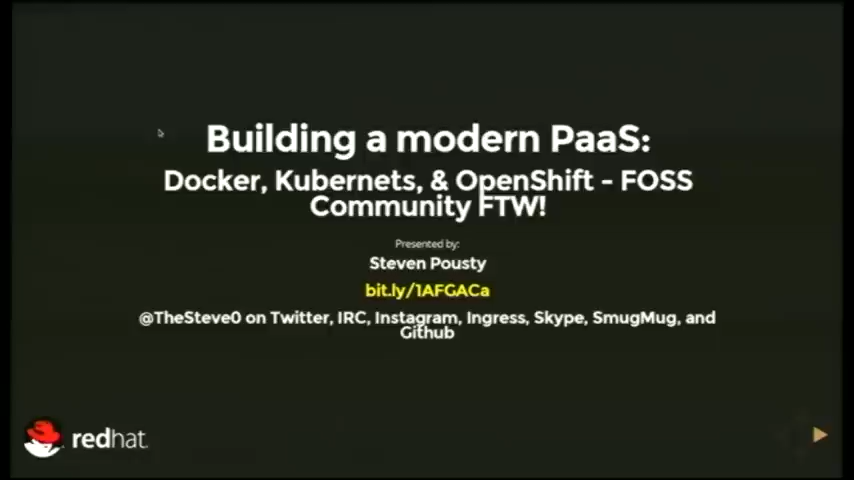 Building a modern PaaS:
Docker, Kubernets, & OpenShift - FOSS
Community FTW!
Presented by:
Steven Pousty
bit.ly/1AFGACa
@TheSteve0 on Twitter, IRC, Instagram, Ingress, Skype, SmugMug, and
Github
redhat.